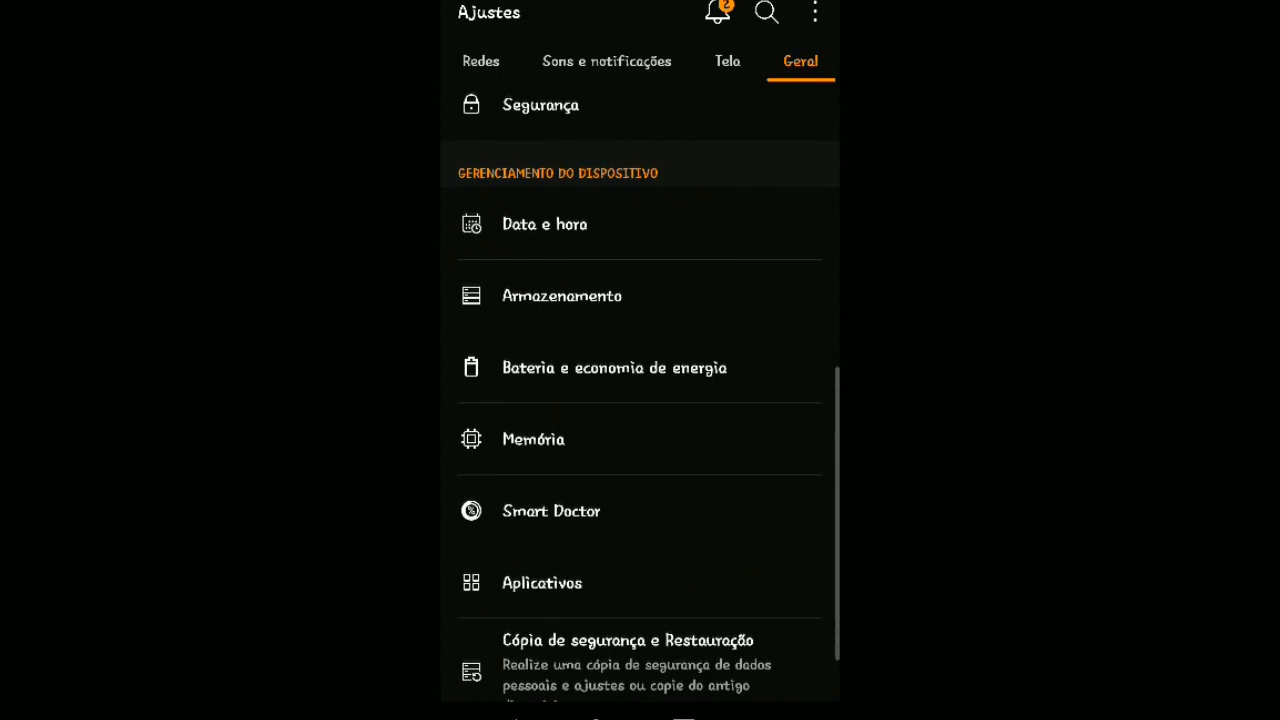 Ajustes
2
Redes Sons e notificações Tela Geral
Segurança
GERENCIAMENTO DO DISPOSITIVO
Data e hora
Armazenamento
Bateria e economia de energia
Memória
Smart Doctor
Aplicativos
Cópia de segurança e Restauração
Realize uma cópia de segurança de dados
pessoais e ajustes ou copie do antigo